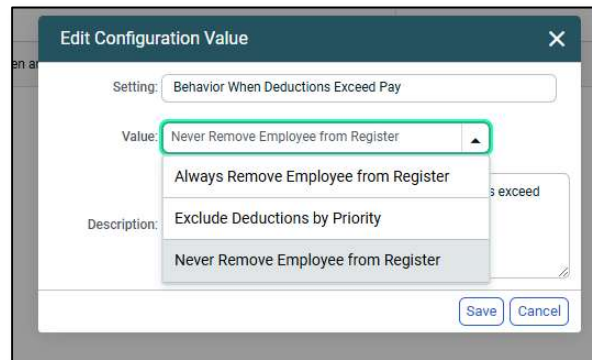 Edit Configuration Value
en a
Setting: Behavior When Deductions Exceed Pay
Value: Never Remove Employee from Register
Always Remove Employee from Register
s exceed
Description: Exclude Deductions by Priority
Never Remove Employee from Register
Save Cancel